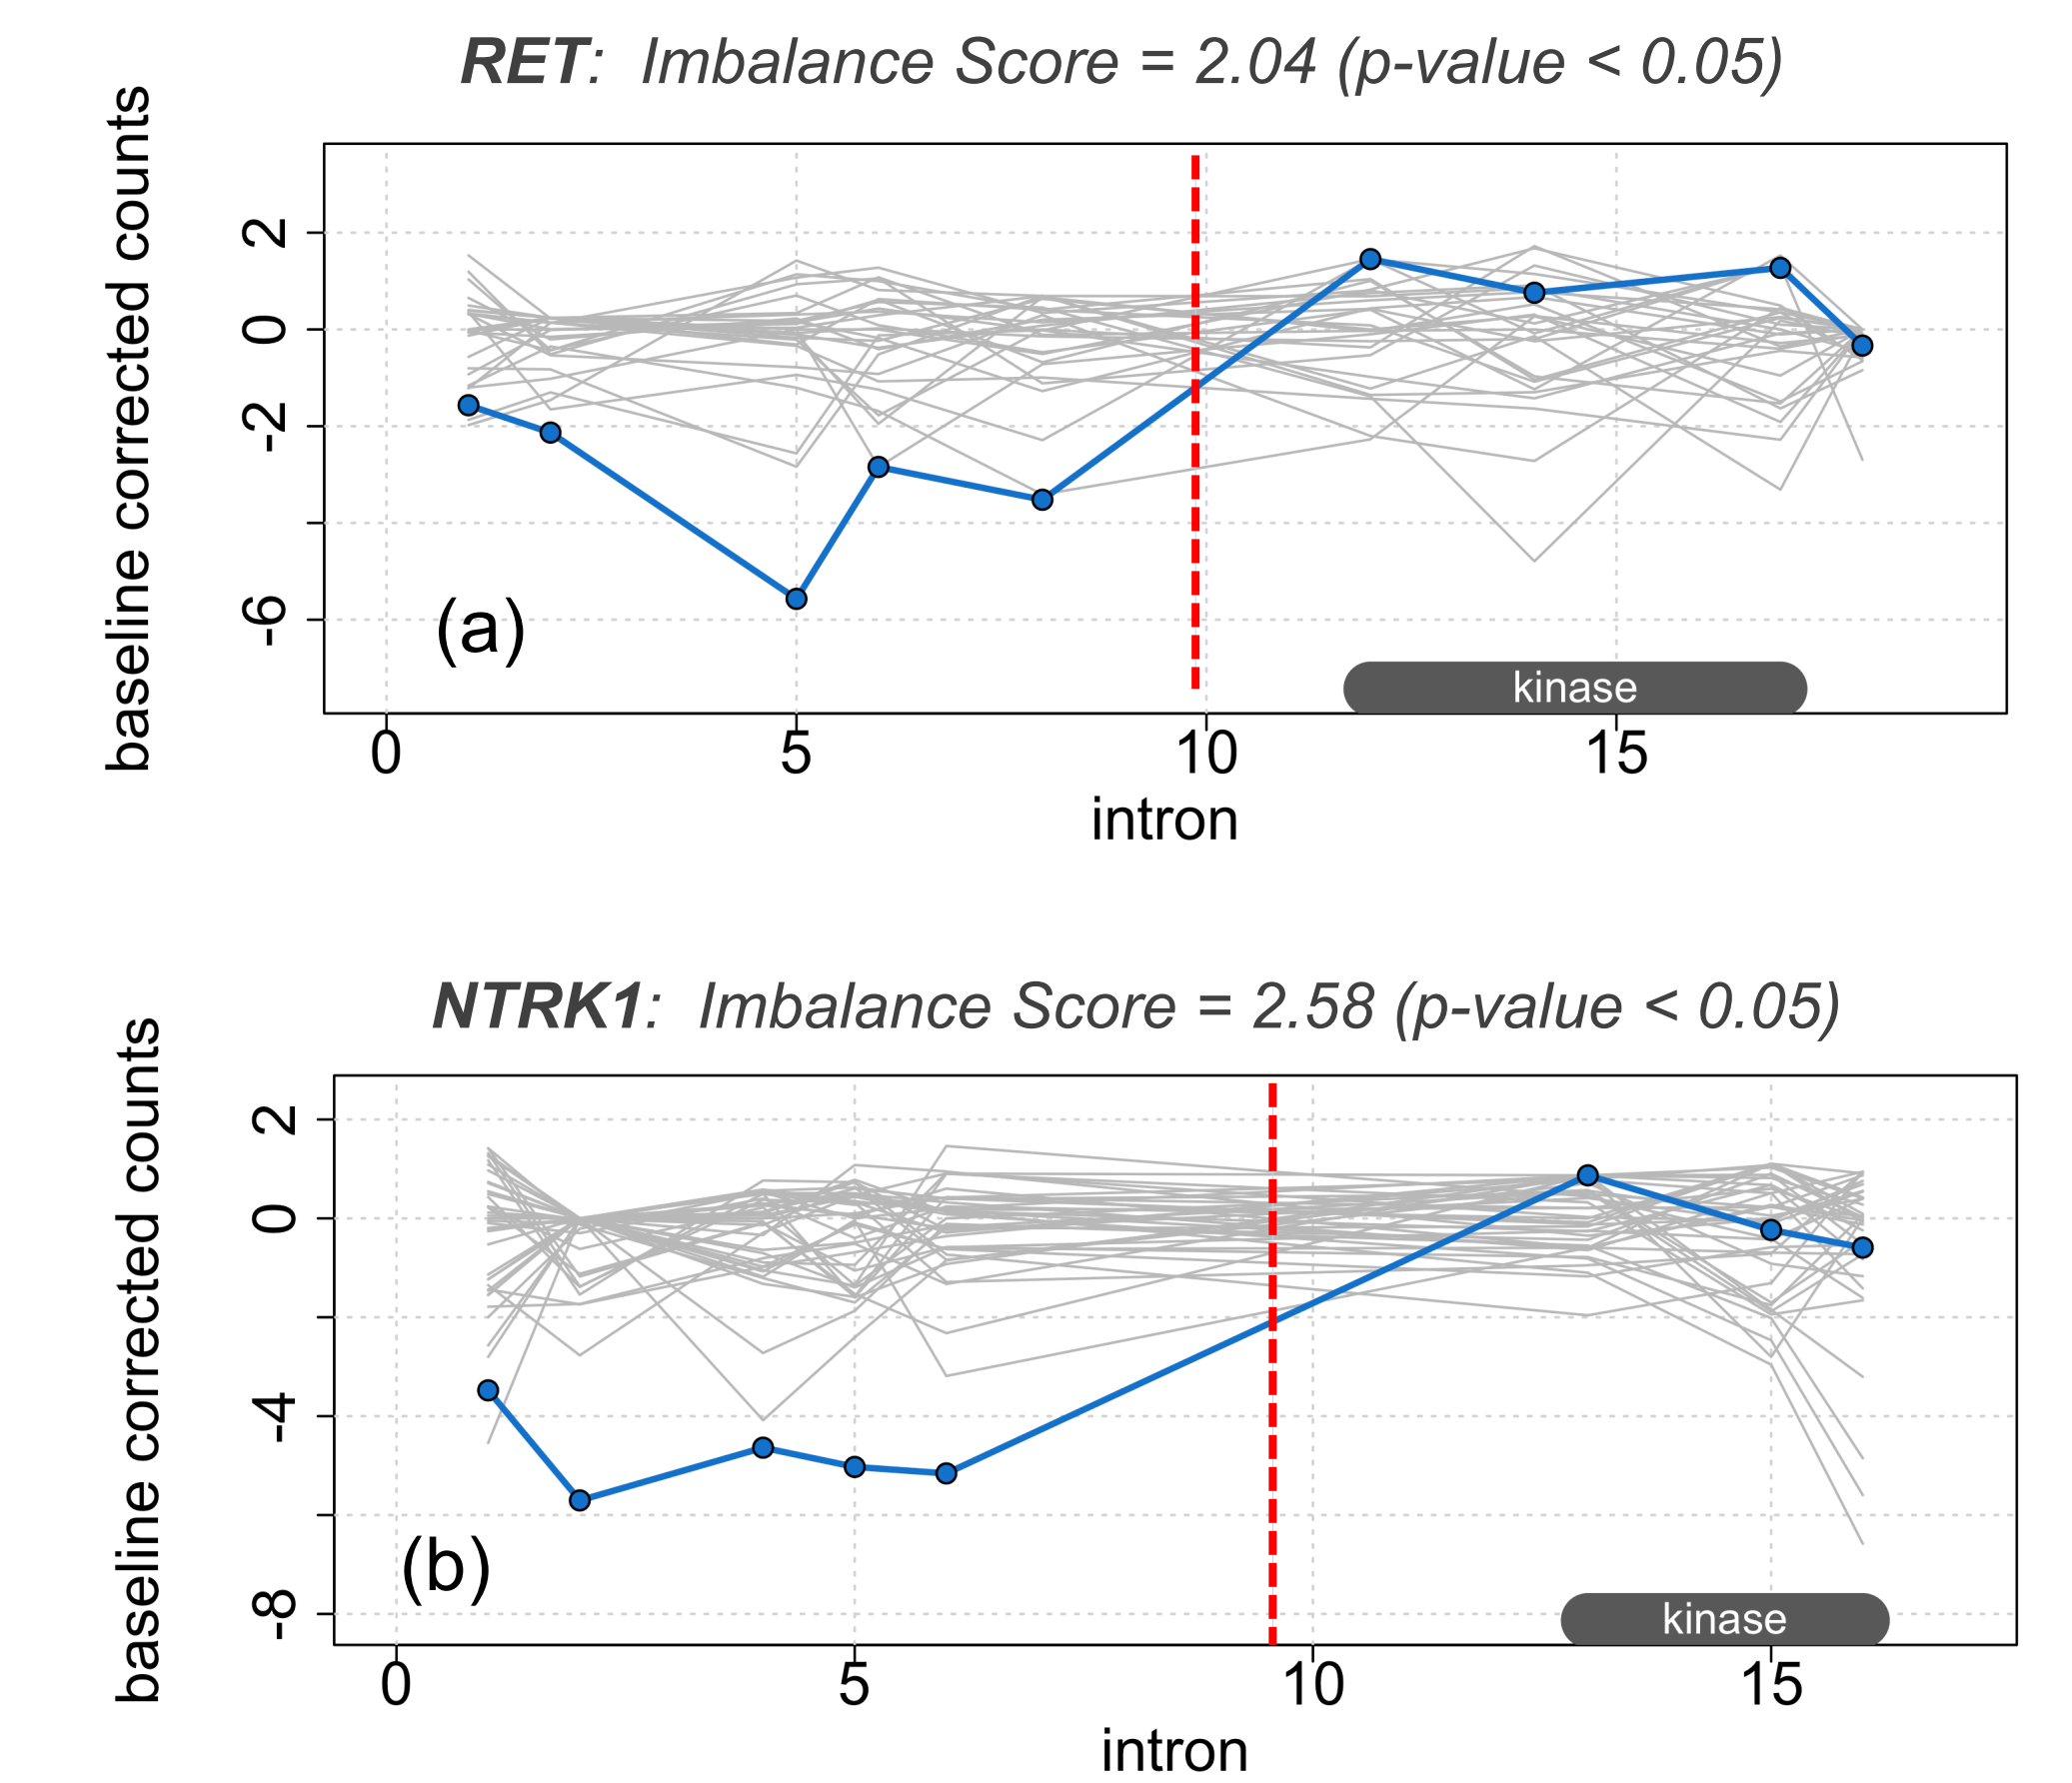 RET: Imbalance Score = 2.04 (p-value < 0.05)
baseline corrected counts
2
0
-2
-6
(a)
kinase
0 5 10 15
intron
NTRK1: Imbalance Score = 2.58 (p-value < 0.05)
baseline corrected counts
2
0
-4
-8
(b)
kinase
0 5 10 15
intron